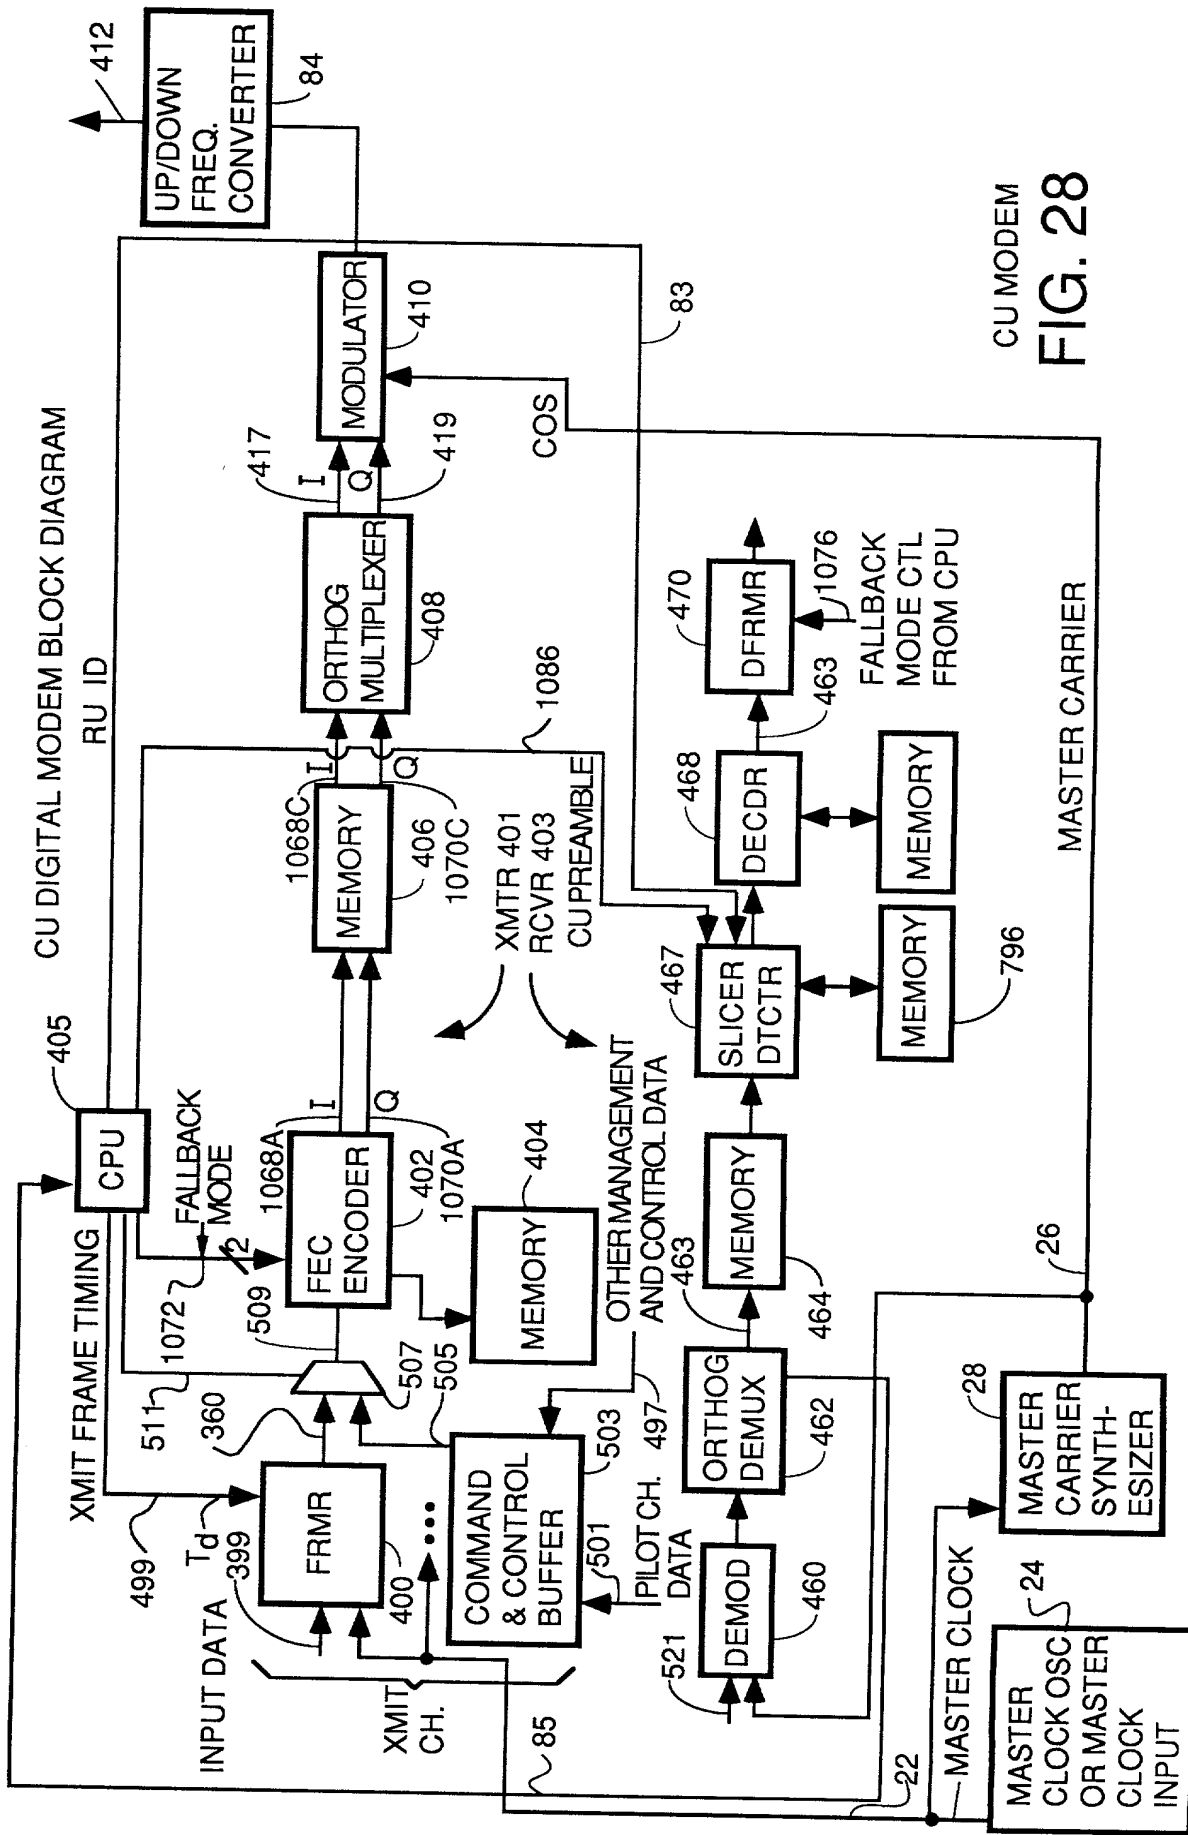 CU DIGITAL MODEM BLOCK DIAGRAM
405
CPU
RU ID
XMIT FRAME TIMING
FALLBACK
MODE
2
1072
511
509
360
499
Td
399
INPUT DATA
FRMR
400
XMIT
CH.
85
507
505
FEC
ENCODER
402
1068A
I
Q
1070A
MEMORY
404
MEMORY
406
1068C
I
Q
1070C
ORTHOG
MULTIPLEXER
408
417
I
Q
419
MODULATOR
410
412
UP/DOWN
FREQ.
CONVERTER
84
COS
83
1086
XMTR 401
RCVR 403
CU PREAMBLE
COMMAND
& CONTROL
BUFFER
503
497
OTHER MANAGEMENT
AND CONTROL DATA
501
PILOT CH.
DATA
521
DEMOD
460
ORTHOG
DEMUX
462
463
MEMORY
464
467
SLICER
DTCTR
MEMORY
796
DECDR
468
MEMORY
463
470
DFRMR
1076
FALLBACK
MODE CTL
FROM CPU
MASTER CARRIER
26
28
MASTER
CARRIER
SYNTH-
ESIZER
22
MASTER CLOCK
24
MASTER
CLOCK OSC
OR MASTER
CLOCK
INPUT
CU MODEM
FIG. 28